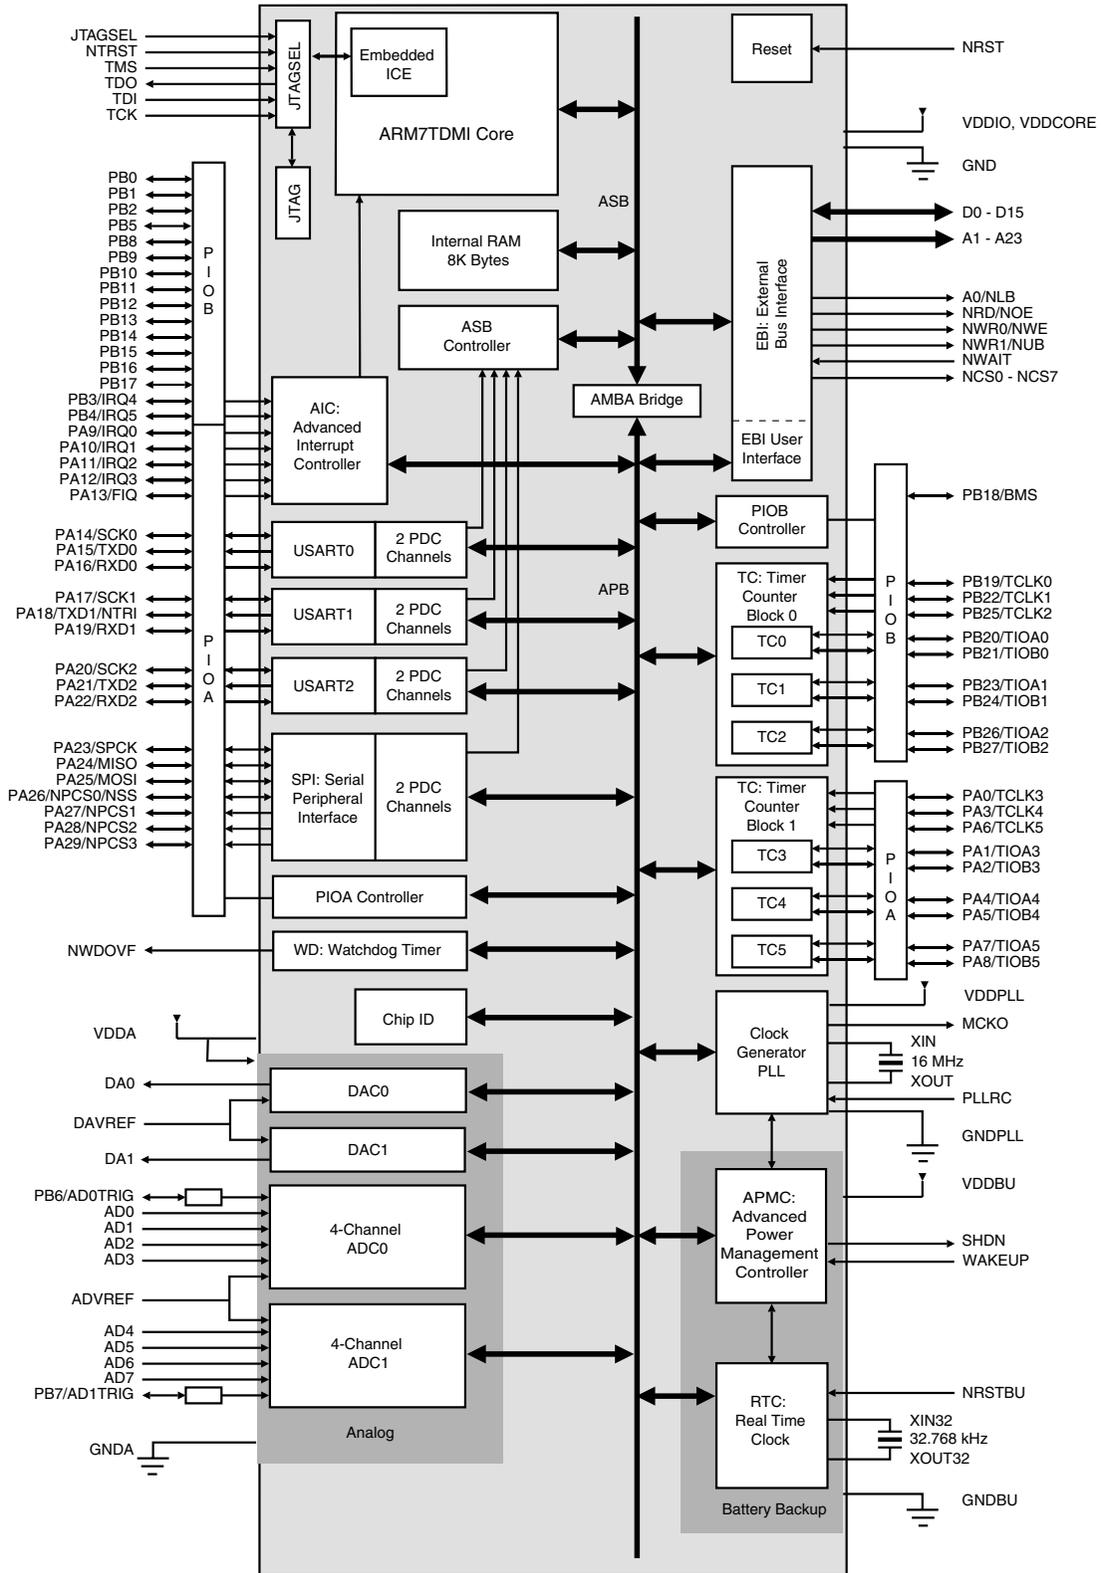 JTAGSEL
NTRST
TMS
TDO
TDI
TCK
JTAGSEL
Embedded
ICE
ARM7TDMI Core
JTAG
Reset
NRST
VDDIO, VDDCORE
GND
PB0
PB1
PB2
PB5
PB8
PB9
PB10
PB11
PB12
PB13
PB14
PB15
PB16
PB17
PB3/IRQ4
PB4/IRQ5
PA9/IRQ0
PA10/IRQ1
PA11/IRQ2
PA12/IRQ3
PA13/FIQ
P
I
O
B
ASB
Internal RAM
8K Bytes
ASB
Controller
AMBA Bridge
EBI: External
Bus Interface
EBI User
Interface
D0 - D15
A1 - A23
A0/NLB
NRD/NOE
NWR0/NWE
NWR1/NUB
NWAIT
NCS0 - NCS7
AIC:
Advanced
Interrupt
Controller
PA14/SCK0
PA15/TXD0
PA16/RXD0
USART0
2 PDC
Channels
PA17/SCK1
PA18/TXD1/NTRI
PA19/RXD1
USART1
2 PDC
Channels
PA20/SCK2
PA21/TXD2
PA22/RXD2
USART2
2 PDC
Channels
P
I
O
A
PA23/SPCK
PA24/MISO
PA25/MOSI
PA26/NPCS0/NSS
PA27/NPCS1
PA28/NPCS2
PA29/NPCS3
SPI: Serial
Peripheral
Interface
2 PDC
Channels
PIOA Controller
NWDOVF
WD: Watchdog Timer
Chip ID
APB
PIOB
Controller
PB18/BMS
TC: Timer
Counter
Block 0
TC0
TC1
TC2
P
I
O
B
PB19/TCLK0
PB22/TCLK1
PB25/TCLK2
PB20/TIOA0
PB21/TIOB0
PB23/TIOA1
PB24/TIOB1
PB26/TIOA2
PB27/TIOB2
TC: Timer
Counter
Block 1
TC3
TC4
TC5
P
I
O
A
PA0/TCLK3
PA3/TCLK4
PA6/TCLK5
PA1/TIOA3
PA2/TIOB3
PA4/TIOA4
PA5/TIOB4
PA7/TIOA5
PA8/TIOB5
VDDA
DA0
DAVREF
DA1
DAC0
DAC1
PB6/AD0TRIG
AD0
AD1
AD2
AD3
4-Channel
ADC0
ADVREF
AD4
AD5
AD6
AD7
PB7/AD1TRIG
4-Channel
ADC1
Analog
GNDA
Clock
Generator
PLL
VDDPLL
MCKO
XIN
16 MHz
XOUT
PLLRC
GNDPLL
APMC:
Advanced
Power
Management
Controller
VDDBU
SHDN
WAKEUP
RTC:
Real Time
Clock
NRSTBU
XIN32
32.768 kHz
XOUT32
Battery Backup
GNDBU